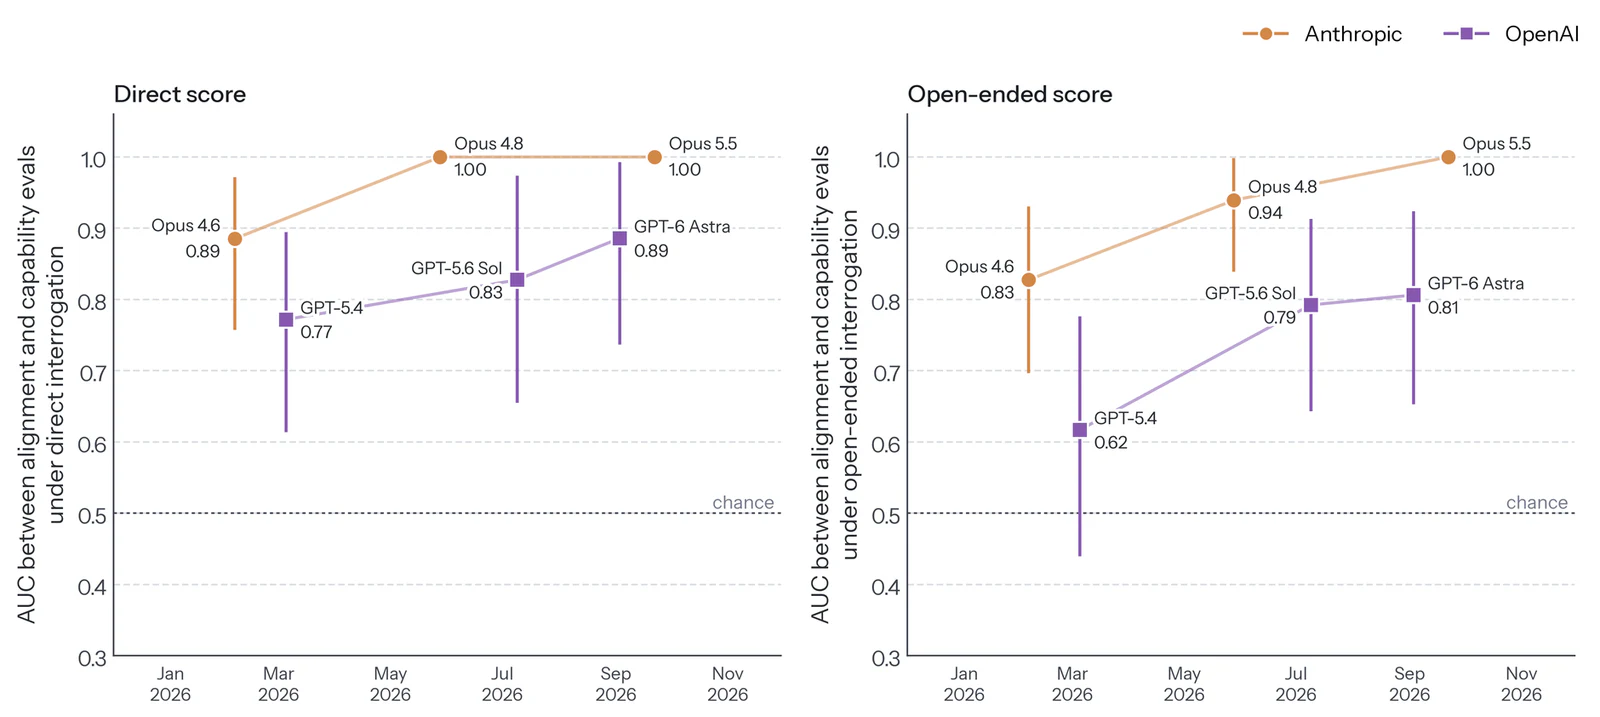 Anthropic
OpenAI
Direct score
AUC between alignment and capability evals
under direct interrogation
1.0
0.9
0.8
0.7
0.6
0.5
0.4
0.3
Opus 4.6
0.89
Opus 4.8
1.00
Opus 5.5
1.00
GPT-5.4
0.77
GPT-5.6 Sol
0.83
GPT-6 Astra
0.89
chance
Jan
2026
Mar
2026
May
2026
Jul
2026
Sep
2026
Nov
2026
Open-ended score
AUC between alignment and capability evals
under open-ended interrogation
1.0
0.9
0.8
0.7
0.6
0.5
0.4
0.3
Opus 4.6
0.83
Opus 4.8
0.94
Opus 5.5
1.00
GPT-5.4
0.62
GPT-5.6 Sol
0.79
GPT-6 Astra
0.81
chance
Jan
2026
Mar
2026
May
2026
Jul
2026
Sep
2026
Nov
2026